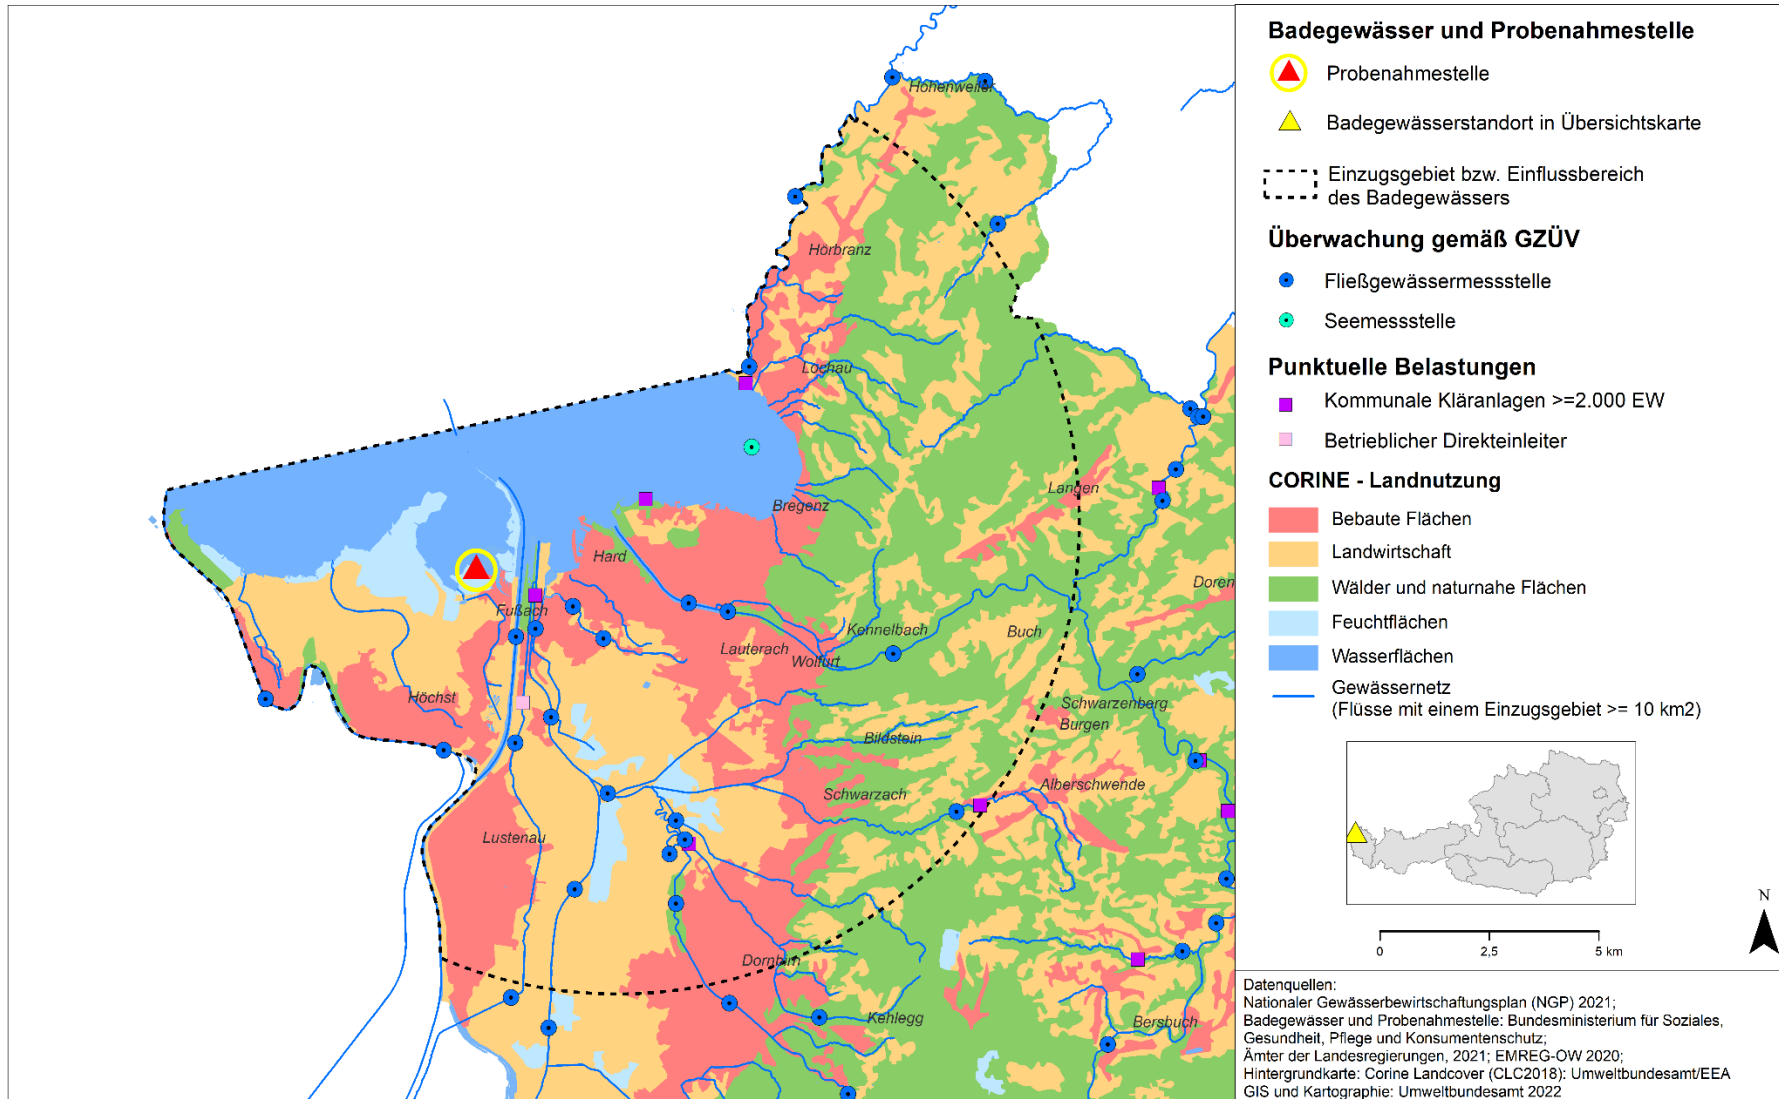 Hohenweiler
Hörbranz
Lochau
Bregenz
Langen
Hard
Doren
Fußach
Kennelbach
Buch
Lauterach
Wolfurt
Höchst
Schwarzenberg
Burgen
Bildstein
Alberschwende
Schwarzach
Lustenau
Dornbirn
Kehlegg
Bersbuch
Badegewässer und Probenahmestelle
Probenahmestelle
Badegewässerstandort in Übersichtskarte
Einzugsgebiet bzw. Einflussbereich
des Badegewässers
Überwachung gemäß GZÜV
Fließgewässermessstelle
Seemessstelle
Punktuelle Belastungen
Kommunale Kläranlagen >=2.000 EW
Betrieblicher Direkteinleiter
CORINE - Landnutzung
Bebaute Flächen
Landwirtschaft
Wälder und naturnahe Flächen
Feuchtflächen
Wasserflächen
Gewässernetz
(Flüsse mit einem Einzugsgebiet >= 10 km2)
N
0 2,5 5 km
Datenquellen:
Nationaler Gewässerbewirtschaftungsplan (NGP) 2021;
Badegewässer und Probenahmestelle: Bundesministerium für Soziales,
Gesundheit, Pflege und Konsumentenschutz;
Ämter der Landesregierungen, 2021; EMREG-OW 2020;
Hintergrundkarte: Corine Landcover (CLC2018): Umweltbundesamt/EEA
GIS und Kartographie: Umweltbundesamt 2022